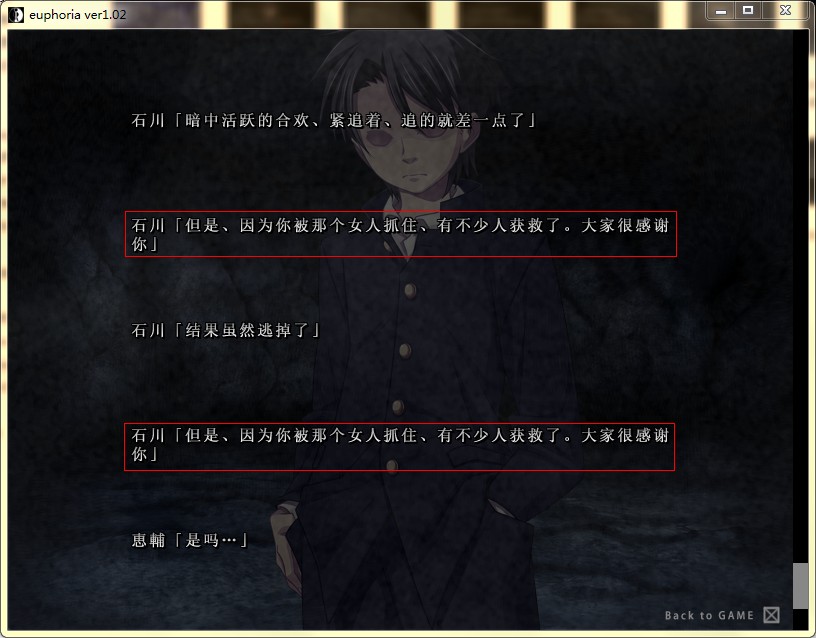 euphoria ver1.02
石川「暗中活跃的合欢、紧追着、追的就差一点了」
石川「但是、因为你被那个女人抓住、有不少人获救了。大家很感谢
你」
石川「结果虽然逃掉了」
石川「但是、因为你被那个女人抓住、有不少人获救了。大家很感谢
你」
惠輔「是吗…」
Back to GAME